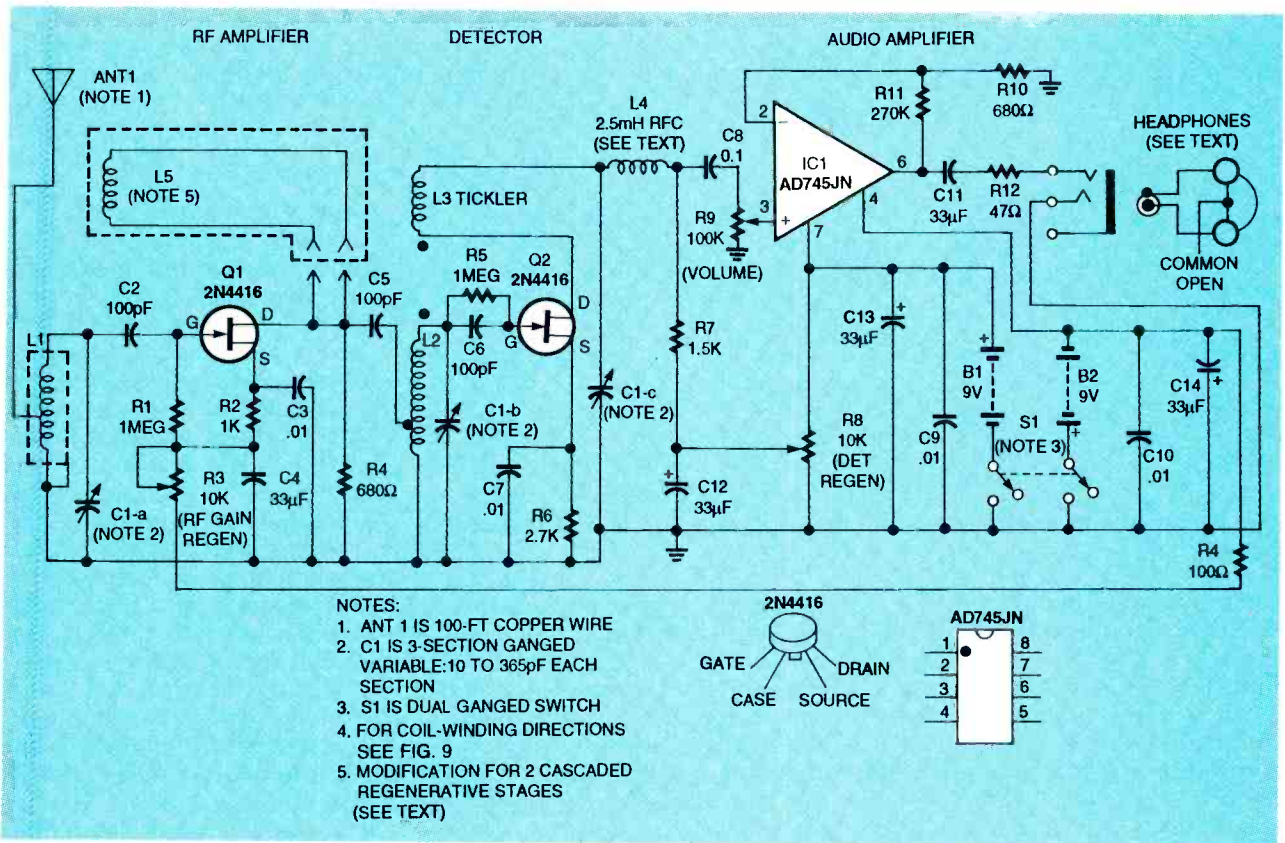 RF AMPLIFIER
DETECTOR
AUDIO AMPLIFIER
ANT1
(NOTE 1)
L5
(NOTE 5)
L1
C2
100pF
Q1
2N4416
G
D
S
R1
1MEG
R2
1K
C3
.01
R3
10K
(RF GAIN
REGEN)
C4
33µF
C1-a
(NOTE 2)
R4
680Ω
C5
100pF
L3 TICKLER
L2
R5
1MEG
C6
100pF
Q2
2N4416
G
D
S
C1-b
(NOTE 2)
C7
.01
R6
2.7K
C1-c
(NOTE 2)
L4
2.5mH RFC
(SEE TEXT)
C8
0.1
R9
100K
(VOLUME)
R7
1.5K
C12
33µF
+
R8
10K
(DET
REGEN)
IC1
AD745JN
2
−
3
+
6
4
7
R11
270K
R10
680Ω
C11
33µF
R12
47Ω
HEADPHONES
(SEE TEXT)
COMMON
OPEN
C13
33µF
+
C9
.01
B1
9V
+
B2
9V
+
S1
(NOTE 3)
C10
.01
C14
33µF
+
R4
100Ω
NOTES:
1. ANT 1 IS 100-FT COPPER WIRE
2. C1 IS 3-SECTION GANGED
VARIABLE:10 TO 365pF EACH
SECTION
3. S1 IS DUAL GANGED SWITCH
4. FOR COIL-WINDING DIRECTIONS
SEE FIG. 9
5. MODIFICATION FOR 2 CASCADED
REGENERATIVE STAGES
(SEE TEXT)
2N4416
GATE
DRAIN
CASE
SOURCE
AD745JN
1
8
2
7
3
6
4
5